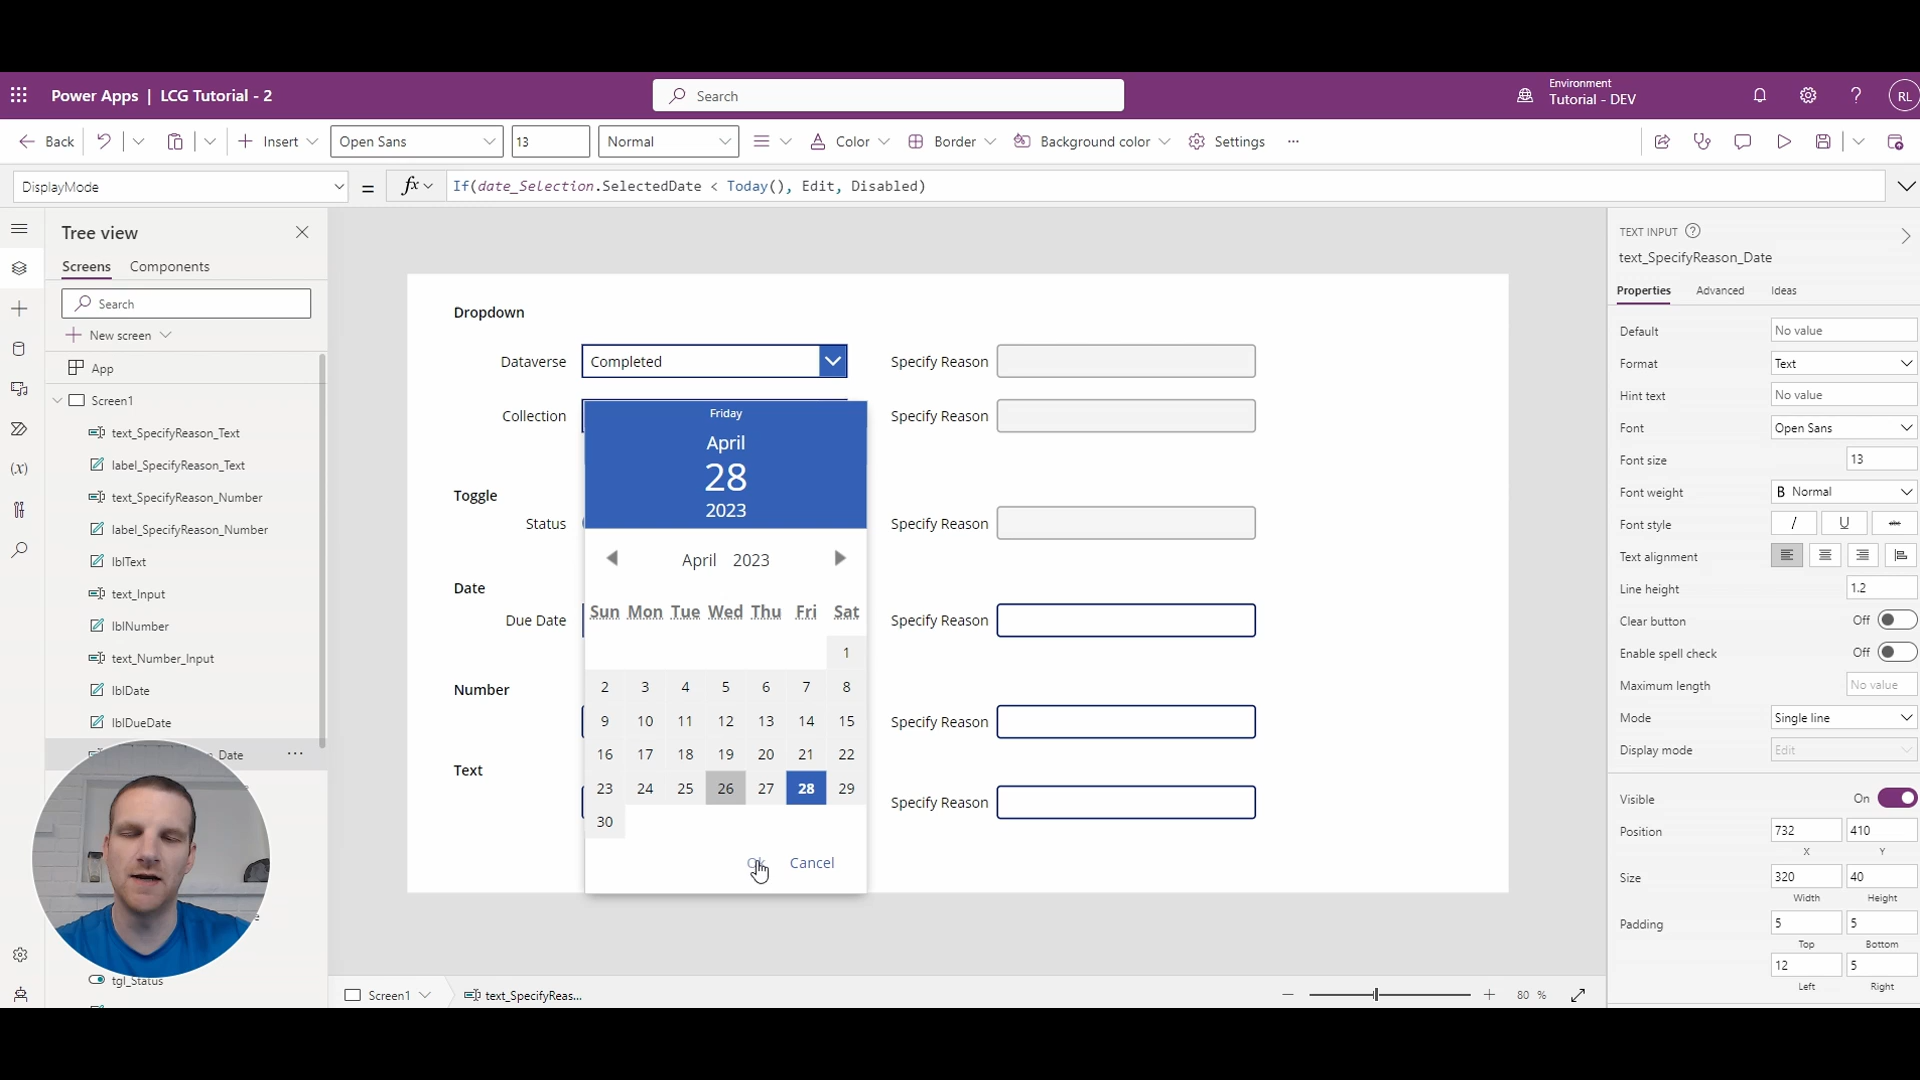 Power Apps | LCG Tutorial - 2
Search
Environment
Tutorial - DEV
RL
Back
Insert
Open Sans
13
Normal
Color
Border
Background color
Settings
DisplayMode
=
fx
If(date_Selection.SelectedDate < Today(), Edit, Disabled)
Tree view
Screens
Components
Search
New screen
App
Screen1
text_SpecifyReason_Text
label_SpecifyReason_Text
text_SpecifyReason_Number
label_SpecifyReason_Number
lblText
text_Input
lblNumber
text_Number_Input
lblDate
lblDueDate
_Date
tgl_Status
Dropdown
Dataverse
Completed
Specify Reason
Collection
Specify Reason
Toggle
Status
Specify Reason
Date
Due Date
Specify Reason
Number
Specify Reason
Text
Specify Reason
Friday
April
28
2023
April 2023
Sun Mon Tue Wed Thu Fri Sat
1
2 3 4 5 6 7 8
9 10 11 12 13 14 15
16 17 18 19 20 21 22
23 24 25 26 27 28 29
30
Ok
Cancel
Screen1
text_SpecifyReas...
80 %
TEXT INPUT
text_SpecifyReason_Date
Properties
Advanced
Ideas
Default
No value
Format
Text
Hint text
No value
Font
Open Sans
Font size
13
Font weight
B Normal
Font style
/ U abc
Text alignment
Line height
1.2
Clear button
Off
Enable spell check
Off
Maximum length
No value
Mode
Single line
Display mode
Edit
Visible
On
Position
732
410
X
Y
Size
320
40
Width
Height
Padding
5
5
Top
Bottom
12
5
Left
Right